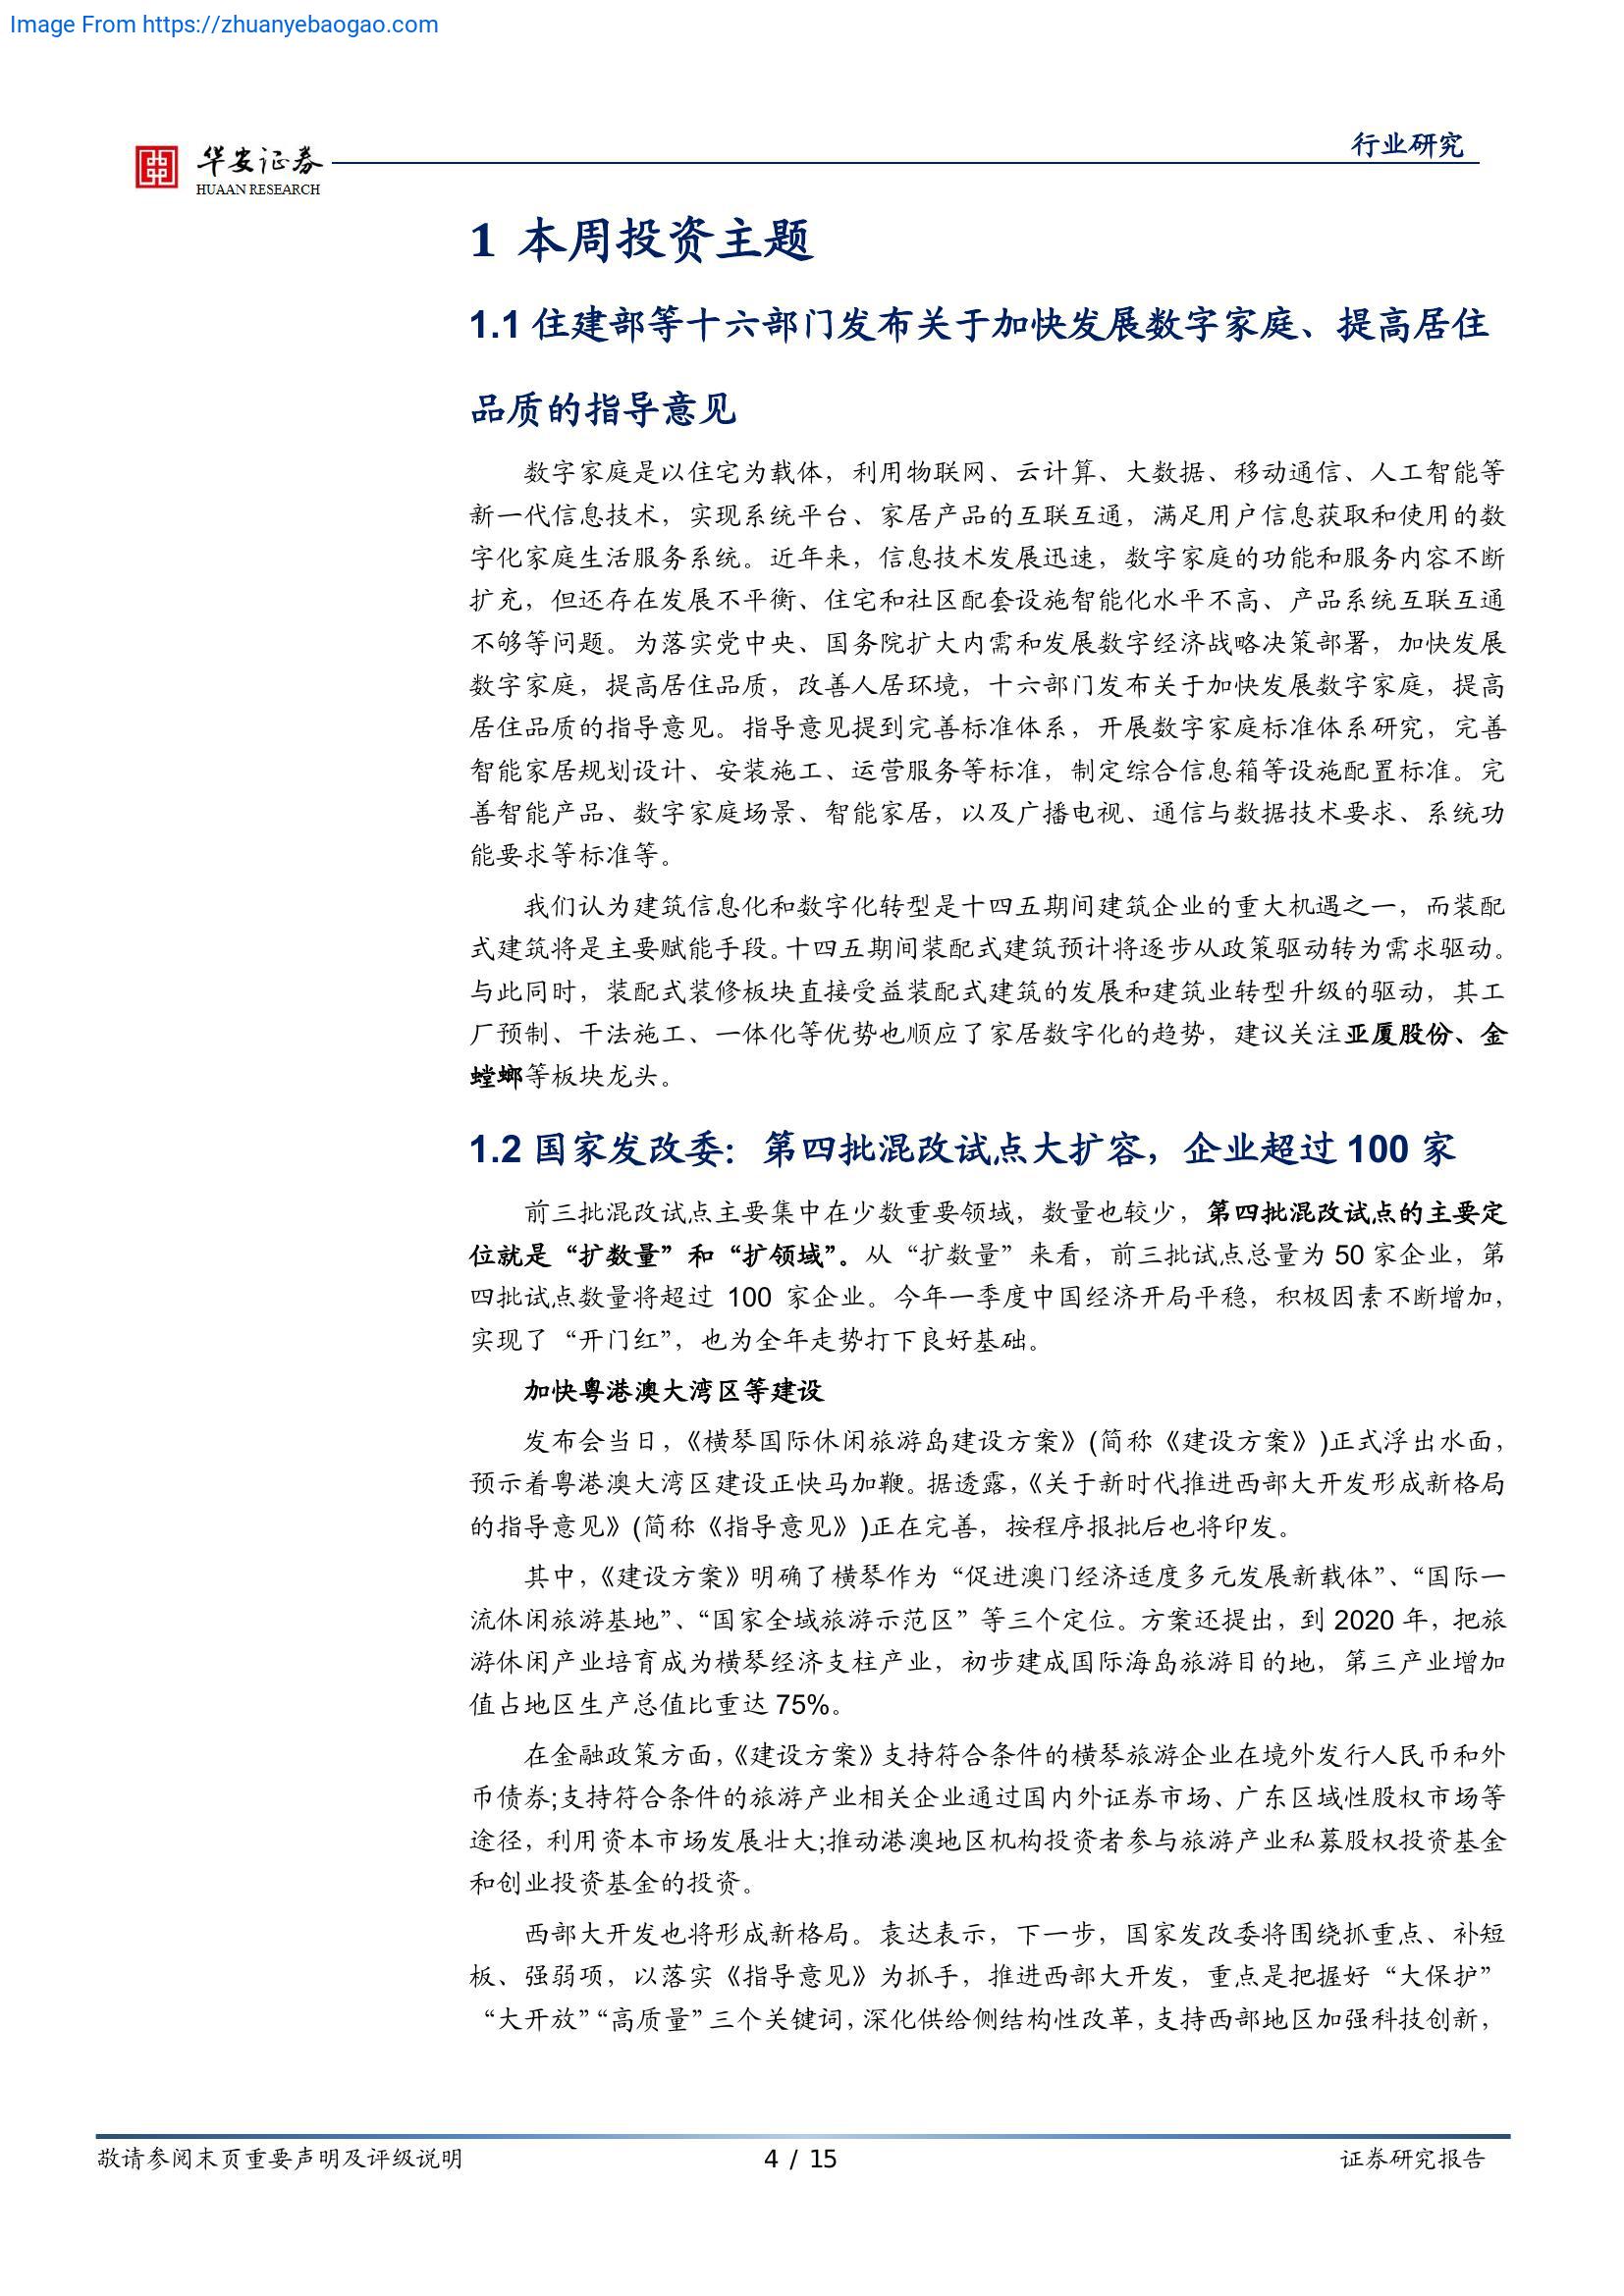 Image From https://zhuanyebaogao.com
华安证券
HUAAN RESEARCH
行业研究
1 本周投资主题
1.1 住建部等十六部门发布关于加快发展数字家庭、提高居住
品质的指导意见
数字家庭是以住宅为载体，利用物联网、云计算、大数据、移动通信、人工智能等
新一代信息技术，实现系统平台、家居产品的互联互通，满足用户信息获取和使用的数
字化家庭生活服务系统。近年来，信息技术发展迅速，数字家庭的功能和服务内容不断
扩充，但还存在发展不平衡、住宅和社区配套设施智能化水平不高、产品系统互联互通
不够等问题。为落实党中央、国务院扩大内需和发展数字经济战略决策部署，加快发展
数字家庭，提高居住品质，改善人居环境，十六部门发布关于加快发展数字家庭，提高
居住品质的指导意见。指导意见提到完善标准体系，开展数字家庭标准体系研究，完善
智能家居规划设计、安装施工、运营服务等标准，制定综合信息箱等设施配置标准。完
善智能产品、数字家庭场景、智能家居，以及广播电视、通信与数据技术要求、系统功
能要求等标准等。
我们认为建筑信息化和数字化转型是十四五期间建筑企业的重大机遇之一，而装配
式建筑将是主要赋能手段。十四五期间装配式建筑预计将逐步从政策驱动转为需求驱动。
与此同时，装配式装修板块直接受益装配式建筑的发展和建筑业转型升级的驱动，其工
厂预制、干法施工、一体化等优势也顺应了家居数字化的趋势，建议关注亚厦股份、金
螳螂等板块龙头。
1.2 国家发改委：第四批混改试点大扩容，企业超过 100 家
前三批混改试点主要集中在少数重要领域，数量也较少，第四批混改试点的主要定
位就是“扩数量”和“扩领域”。从“扩数量”来看，前三批试点总量为 50 家企业，第
四批试点数量将超过 100 家企业。今年一季度中国经济开局平稳，积极因素不断增加，
实现了“开门红”，也为全年走势打下良好基础。
加快粤港澳大湾区等建设
发布会当日，《横琴国际休闲旅游岛建设方案》(简称《建设方案》)正式浮出水面，
预示着粤港澳大湾区建设正快马加鞭。据透露，《关于新时代推进西部大开发形成新格局
的指导意见》(简称《指导意见》)正在完善，按程序报批后也将印发。
其中，《建设方案》明确了横琴作为“促进澳门经济适度多元发展新载体”、“国际一
流休闲旅游基地”、“国家全域旅游示范区”等三个定位。方案还提出，到 2020 年，把旅
游休闲产业培育成为横琴经济支柱产业，初步建成国际海岛旅游目的地，第三产业增加
值占地区生产总值比重达 75%。
在金融政策方面，《建设方案》支持符合条件的横琴旅游企业在境外发行人民币和外
币债券;支持符合条件的旅游产业相关企业通过国内外证券市场、广东区域性股权市场等
途径，利用资本市场发展壮大;推动港澳地区机构投资者参与旅游产业私募股权投资基金
和创业投资基金的投资。
西部大开发也将形成新格局。袁达表示，下一步，国家发改委将围绕抓重点、补短
板、强弱项，以落实《指导意见》为抓手，推进西部大开发，重点是把握好“大保护”
“大开放”“高质量”三个关键词，深化供给侧结构性改革，支持西部地区加强科技创新，
敬请参阅末页重要声明及评级说明
4 / 15
证券研究报告